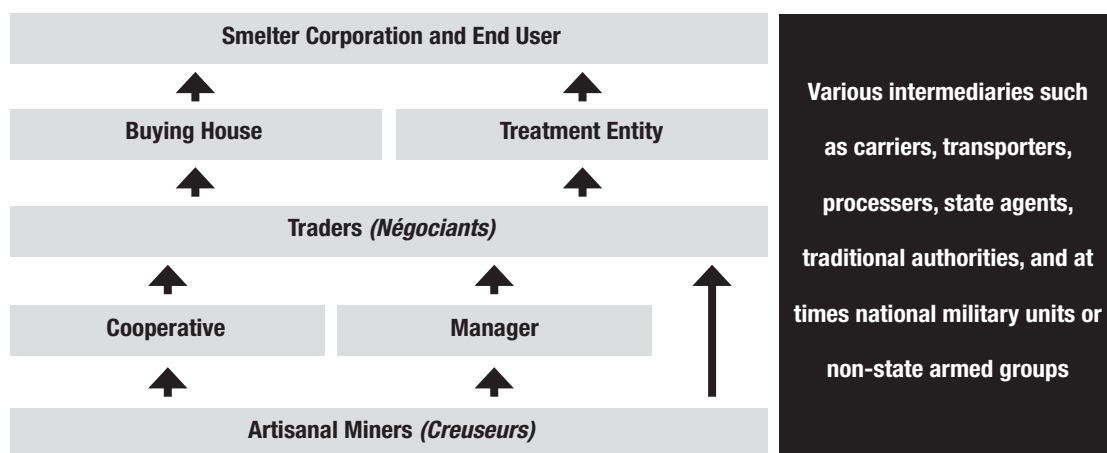 Smelter Corporation and End User
Buying House
Treatment Entity
Traders (Négociants)
Cooperative
Manager
Artisanal Miners (Creuseurs)
Various intermediaries such
as carriers, transporters,
processers, state agents,
traditional authorities, and at
times national military units or
non-state armed groups